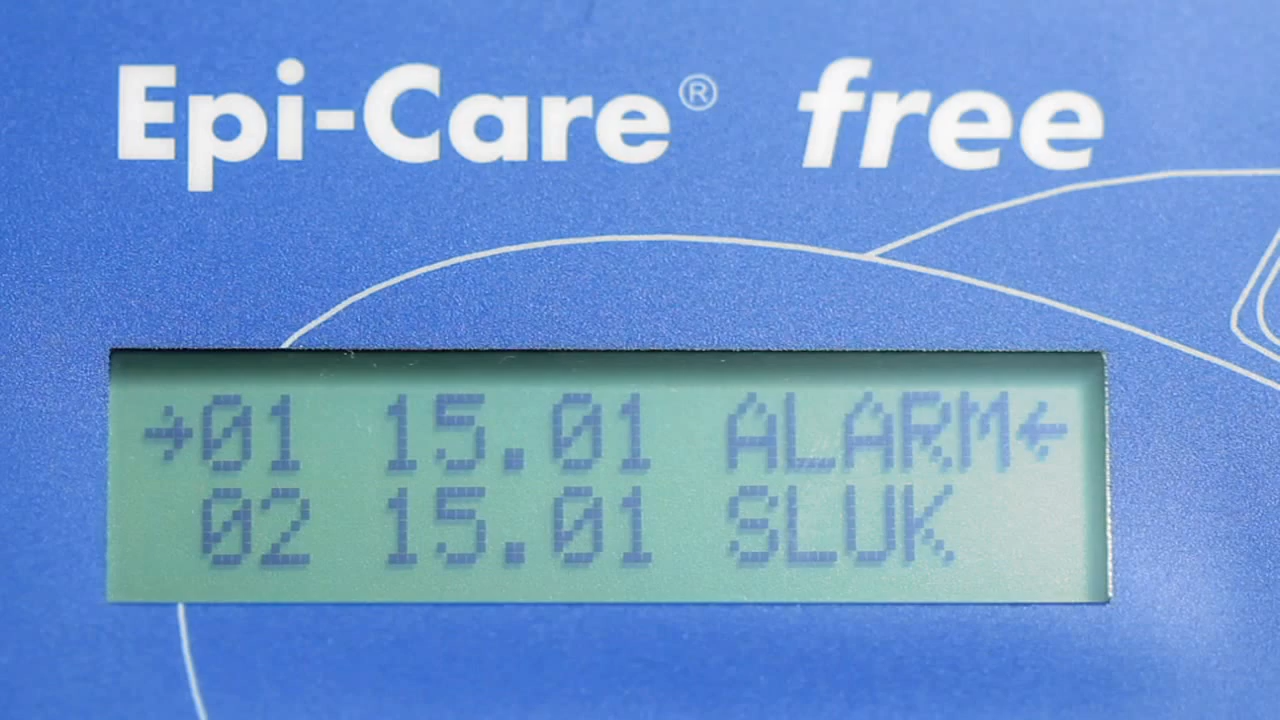 Epi-Care® free
→01 15.01 ALARM←
02 15.01 SLUK